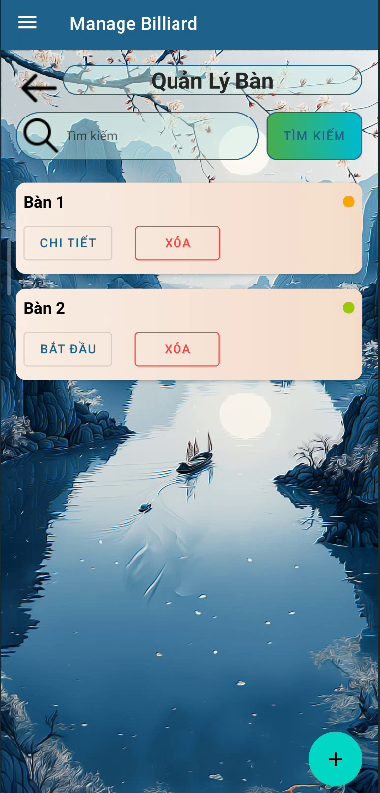 Manage Billiard
Quản Lý Bàn
Tìm kiếm
TÌM KIẾM
Bàn 1
CHI TIẾT
XÓA
Bàn 2
BẮT ĐẦU
XÓA
+